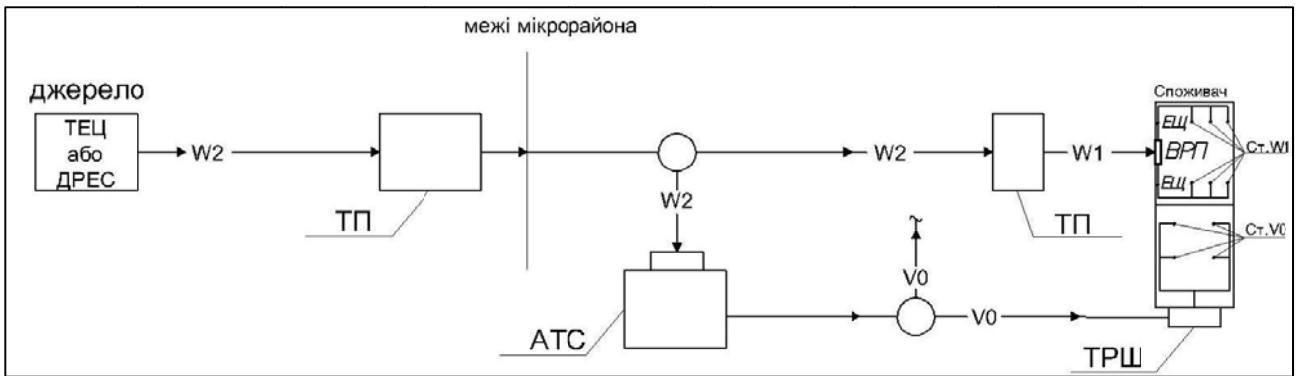 межі мікрорайона
джерело
ТЕЦ
або
ДРЕС
W2
ТП
W2
W2
ТП
W1
Споживач
ЕЩ
ВРП
ЕЩ
Ст.W1
Ст.V0
АТС
V0
V0
ТРШ